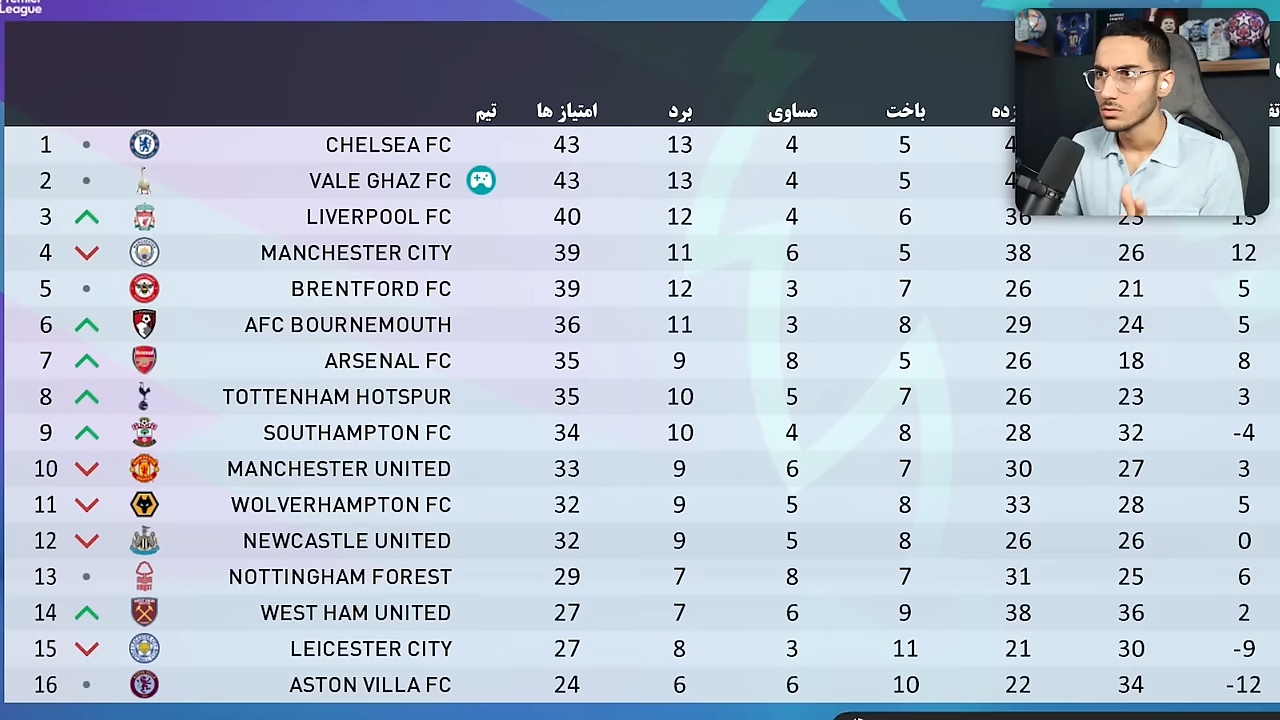 Premier
League
تیم امتیاز ها برد مساوی باخت
1 CHELSEA FC 43 13 4 5
2 VALE GHAZ FC 43 13 4 5
3 LIVERPOOL FC 40 12 4 6 36 23 13
4 MANCHESTER CITY 39 11 6 5 38 26 12
5 BRENTFORD FC 39 12 3 7 26 21 5
6 AFC BOURNEMOUTH 36 11 3 8 29 24 5
7 ARSENAL FC 35 9 8 5 26 18 8
8 TOTTENHAM HOTSPUR 35 10 5 7 26 23 3
9 SOUTHAMPTON FC 34 10 4 8 28 32 -4
10 MANCHESTER UNITED 33 9 6 7 30 27 3
11 WOLVERHAMPTON FC 32 9 5 8 33 28 5
12 NEWCASTLE UNITED 32 9 5 8 26 26 0
13 NOTTINGHAM FOREST 29 7 8 7 31 25 6
14 WEST HAM UNITED 27 7 6 9 38 36 2
15 LEICESTER CITY 27 8 3 11 21 30 -9
16 ASTON VILLA FC 24 6 6 10 22 34 -12